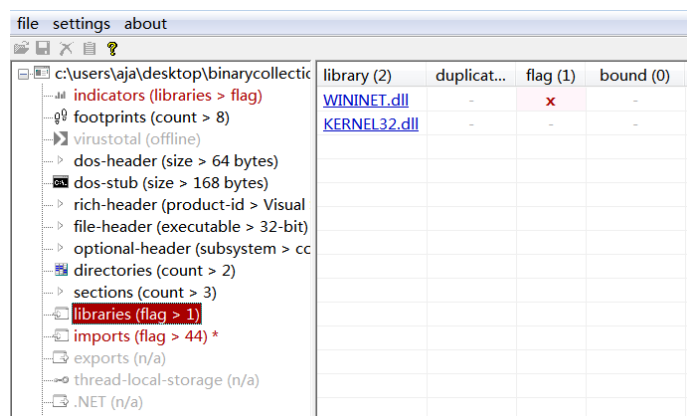 file settings about
c:\users\aja\desktop\binarycollectic
indicators (libraries > flag)
footprints (count > 8)
virustotal (offline)
dos-header (size > 64 bytes)
dos-stub (size > 168 bytes)
rich-header (product-id > Visual
file-header (executable > 32-bit)
optional-header (subsystem > cc
directories (count > 2)
sections (count > 3)
libraries (flag > 1)
imports (flag > 44) *
exports (n/a)
thread-local-storage (n/a)
.NET (n/a)
library (2) duplicat... flag (1) bound (0)
WININET.dll - x -
KERNEL32.dll - - -